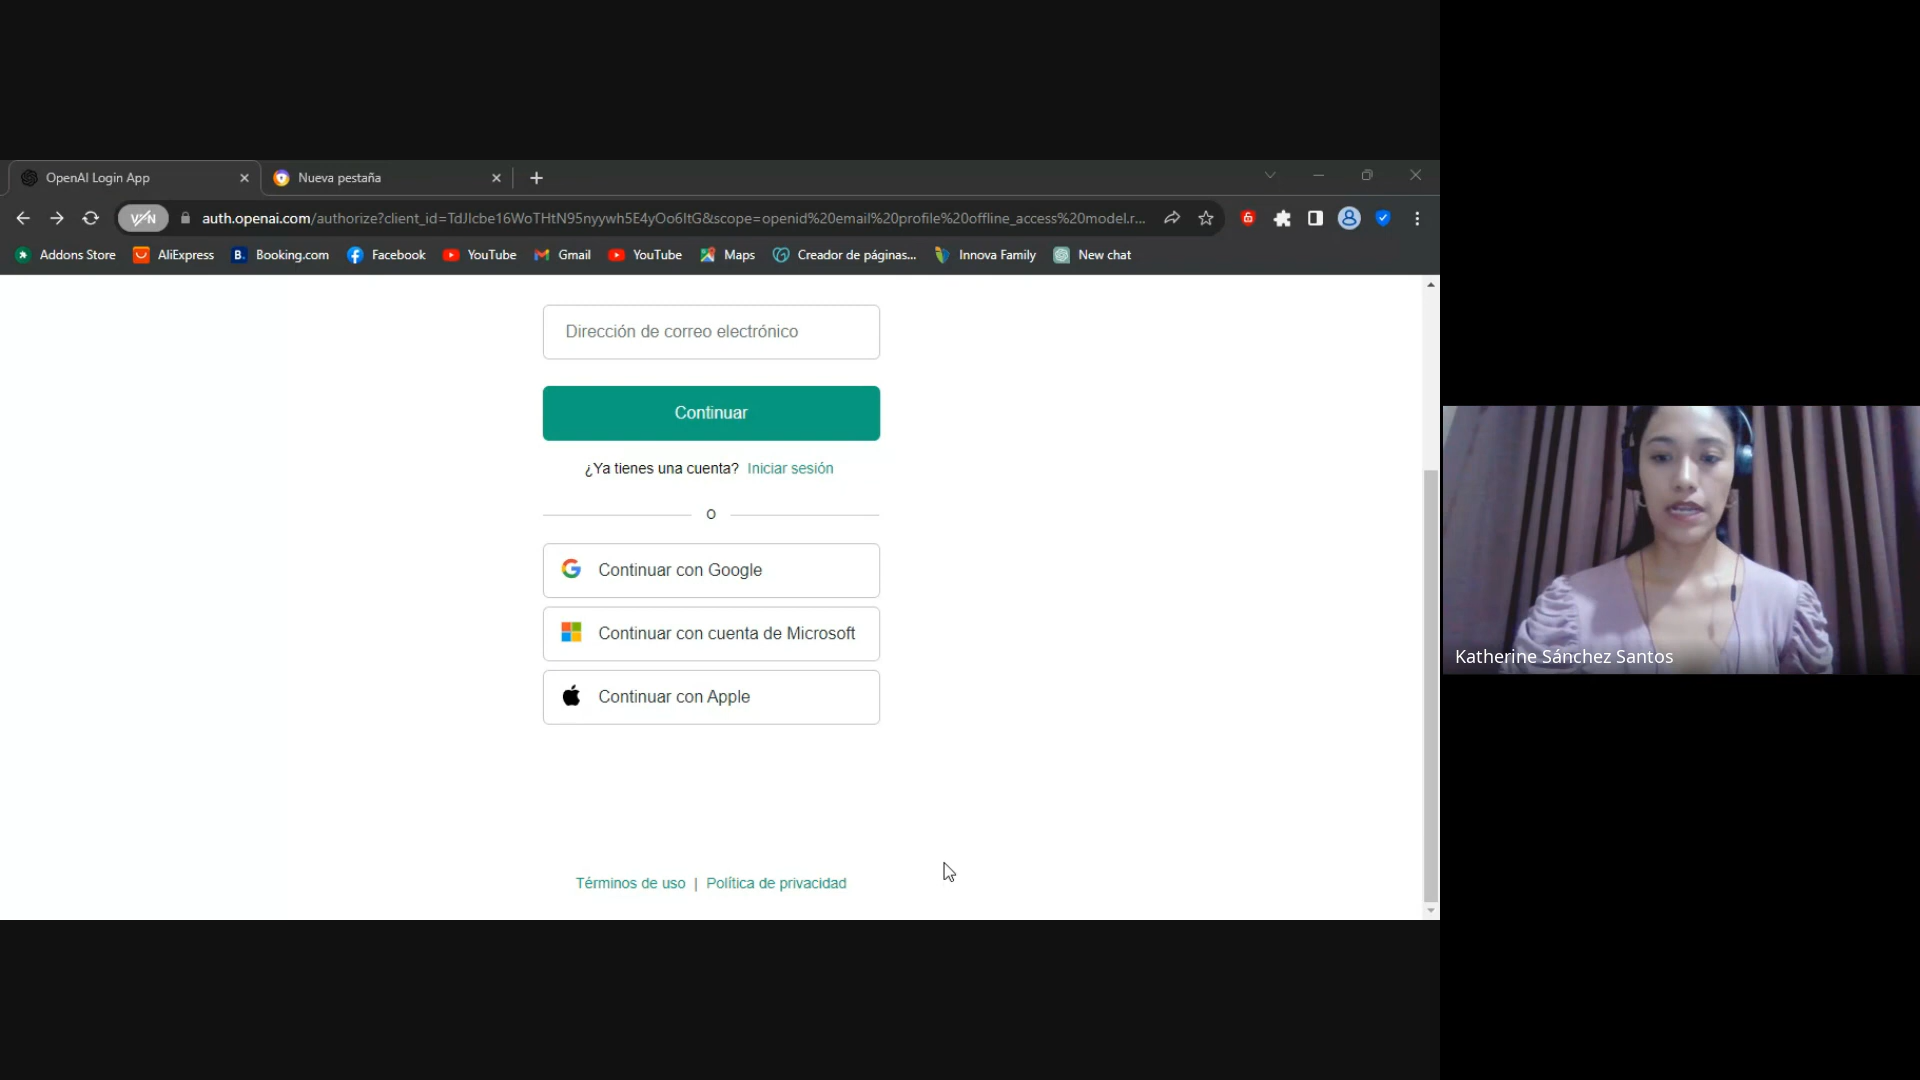 OpenAI Login App
Nueva pestaña
VPN
auth.openai.com/authorize?client_id=TdJIcbe16WoTHtN95nyywh5E4yOo6ItG&scope=openid%20email%20profile%20offline_access%20model.r...
Addons Store
AliExpress
B. Booking.com
Facebook
YouTube
Gmail
YouTube
Maps
Creador de páginas...
Innova Family
New chat
Dirección de correo electrónico
Continuar
¿Ya tienes una cuenta? Iniciar sesión
O
Continuar con Google
Continuar con cuenta de Microsoft
Continuar con Apple
Términos de uso | Política de privacidad
Katherine Sánchez Santos